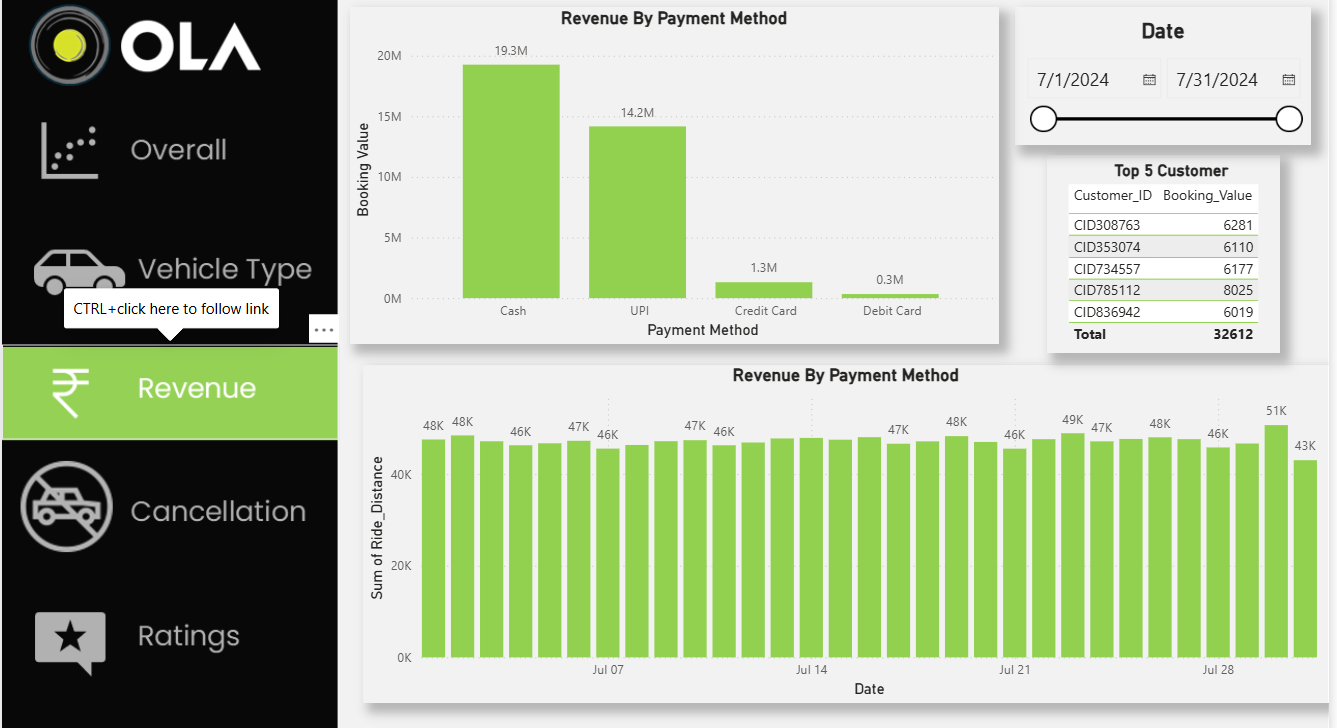 OLA
Overall
Vehicle Type
CTRL+click here to follow link
...
Revenue
Cancellation
Ratings
Revenue By Payment Method
Booking Value
20M
15M
10M
5M
0M
19.3M
14.2M
1.3M
0.3M
Cash UPI Credit Card Debit Card
Payment Method
Date
7/1/2024 7/31/2024
Top 5 Customer
Customer_ID Booking_Value
CID308763 6281
CID353074 6110
CID734557 6177
CID785112 8025
CID836942 6019
Total 32612
Revenue By Payment Method
Sum of Ride_Distance
40K
20K
0K
48K 48K 46K 47K 46K 47K 46K 47K 48K 46K 49K 47K 48K 46K 51K 43K
Jul 07 Jul 14 Jul 21 Jul 28
Date